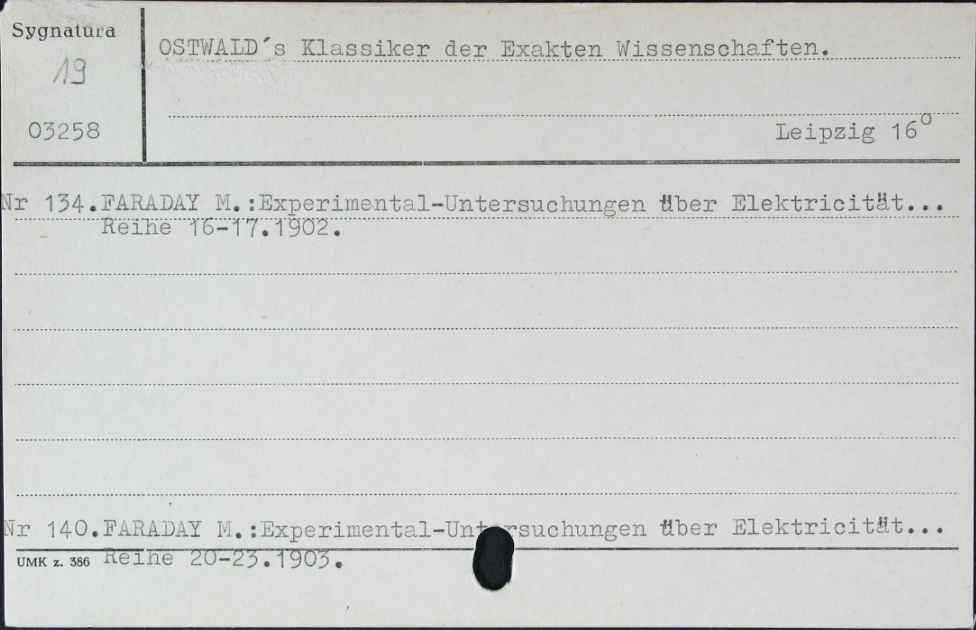 Sygnatura
19
03258
OSTWALD´s Klassiker der Exakten Wissenschaften.
Leipzig 16°
Nr 134.FARADAY M.:Experimental-Untersuchungen über Elektricität...
Reihe 16-17.1902.
Nr 140.FARADAY M.:Experimental-Untersuchungen über Elektricität...
Reihe 20-23.1903.
UMK z. 386